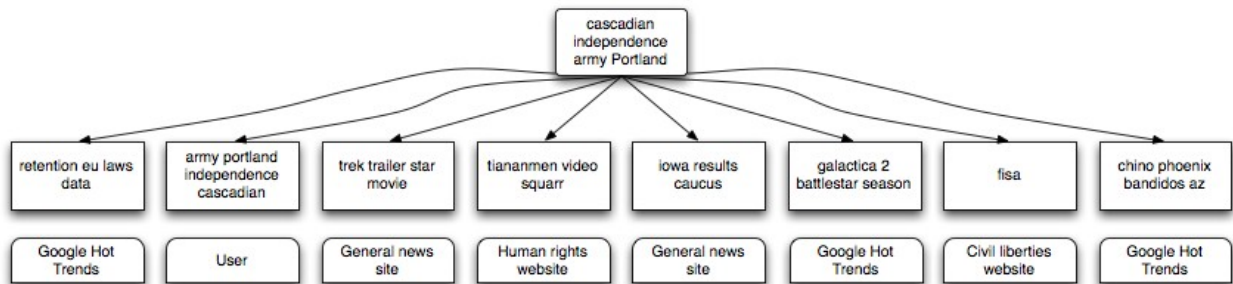 cascadian
independence
army Portland
retention eu laws
data
army portland
independence
cascadian
trek trailer star
movie
tiananmen video
squarr
iowa results
caucus
galactica 2
battlestar season
fisa
chino phoenix
bandidos az
Google Hot
Trends
User
General news
site
Human rights
website
General news
site
Google Hot
Trends
Civil liberties
website
Google Hot
Trends